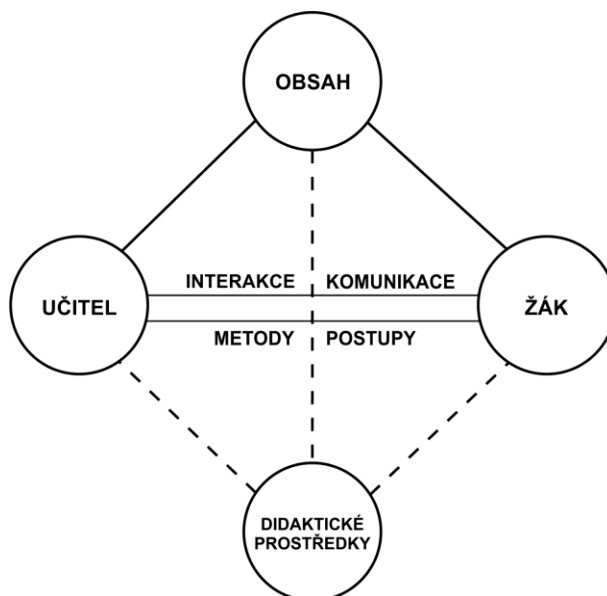 OBSAH
INTERAKCE KOMUNIKACE
UČITEL
ŽÁK
METODY POSTUPY
DIDAKTICKÉ
PROSTŘEDKY